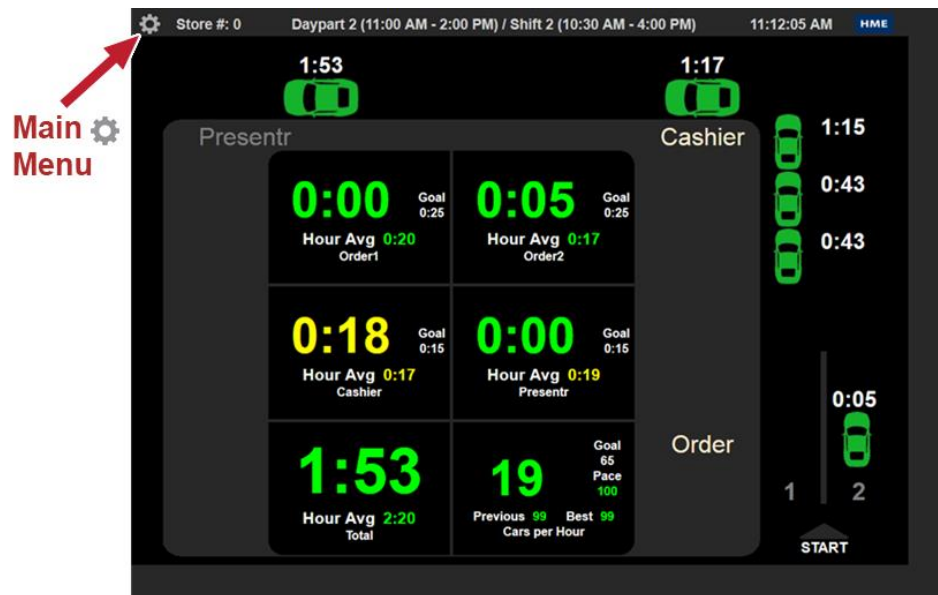 Store #: 0 Daypart 2 (11:00 AM - 2:00 PM) / Shift 2 (10:30 AM - 4:00 PM) 11:12:05 AM HME
1:53 1:17
Main
Menu
Presentr Cashier
1:15
0:43
0:43
0:00 Goal 0:25
Hour Avg 0:20
Order1
0:05 Goal 0:25
Hour Avg 0:17
Order2
0:18 Goal 0:15
Hour Avg 0:17
Cashier
0:00 Goal 0:15
Hour Avg 0:19
Presentr
1:53
Hour Avg 2:20
Total
19
Goal
65
Pace
100
Previous 99 Best 99
Cars per Hour
Order
0:05
1 2
START